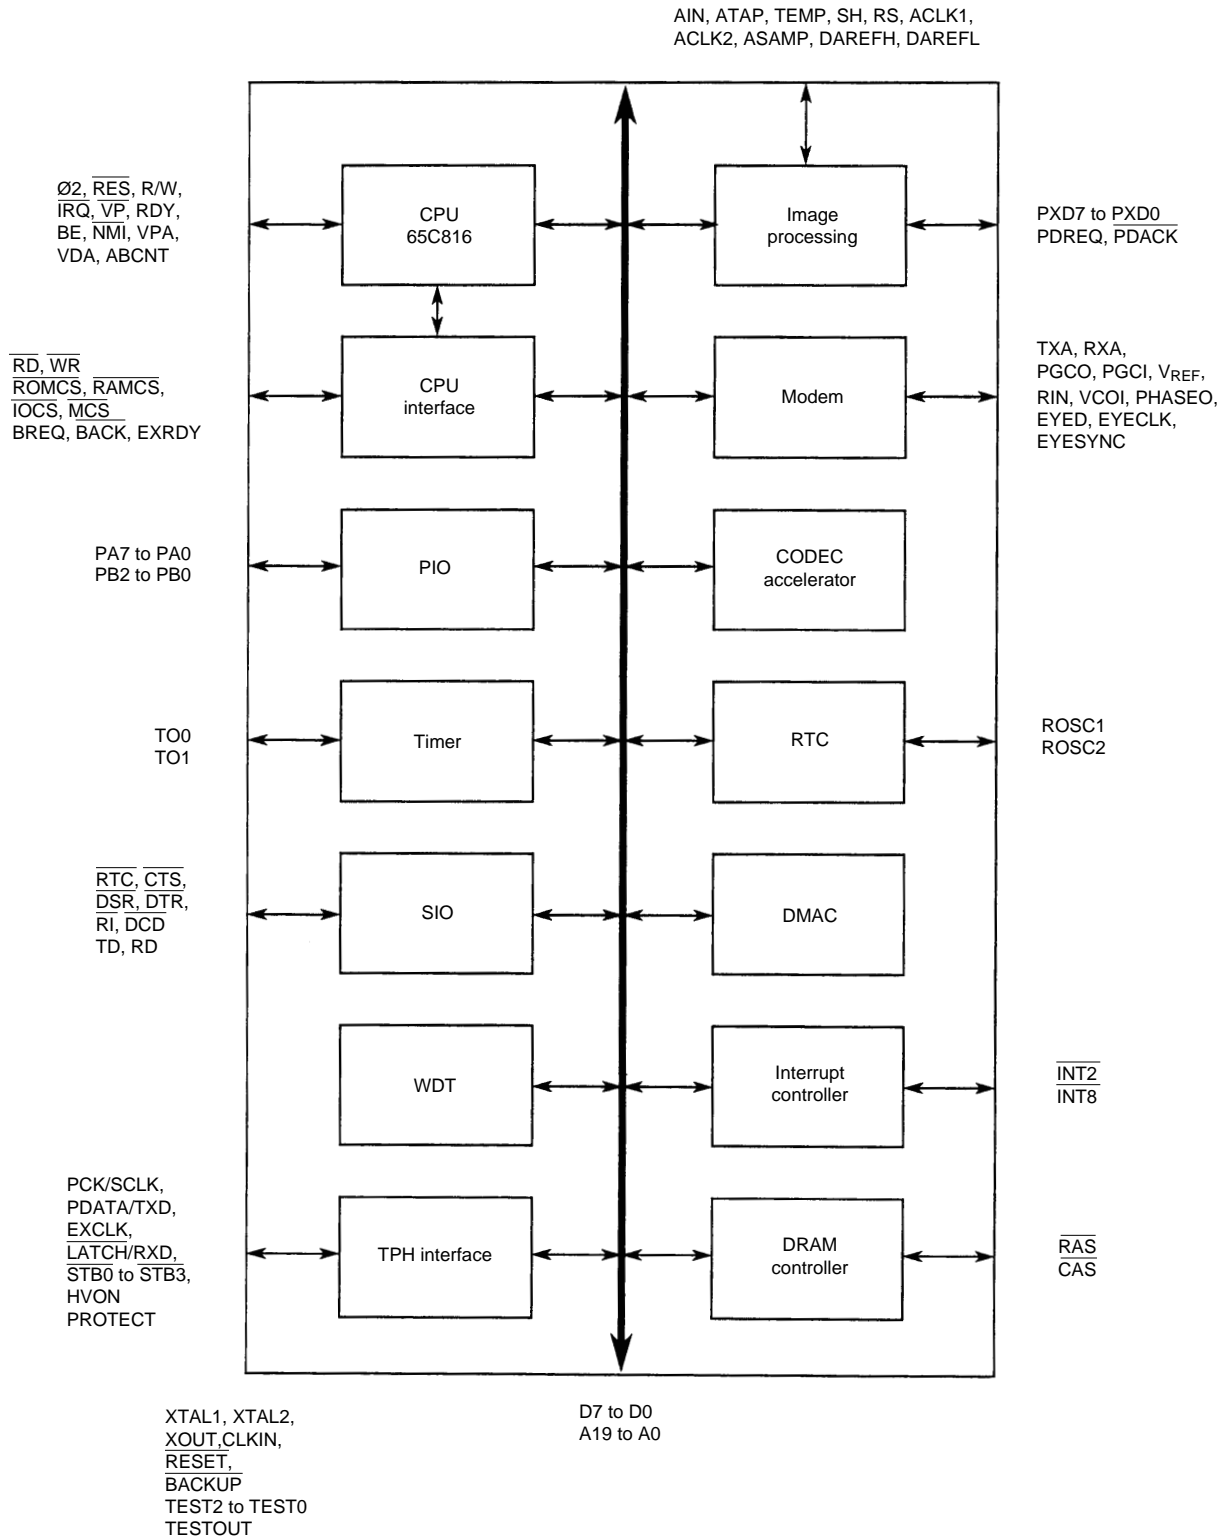 AIN, ATAP, TEMP, SH, RS, ACLK1,
ACLK2, ASAMP, DAREFH, DAREFL
Ø2, RES, R/W,
IRQ, VP, RDY,
BE, NMI, VPA,
VDA, ABCNT
CPU
65C816
Image
processing
PXD7 to PXD0
PDREQ, PDACK
RD, WR
ROMCS, RAMCS,
IOCS, MCS
BREQ, BACK, EXRDY
CPU
interface
Modem
TXA, RXA,
PGCO, PGCI, VREF,
RIN, VCOI, PHASEO,
EYED, EYECLK,
EYESYNC
PA7 to PA0
PB2 to PB0
PIO
CODEC
accelerator
TO0
TO1
Timer
RTC
ROSC1
ROSC2
RTC, CTS,
DSR, DTR,
RI, DCD
TD, RD
SIO
DMAC
WDT
Interrupt
controller
INT2
INT8
PCK/SCLK,
PDATA/TXD,
EXCLK,
LATCH/RXD,
STB0 to STB3,
HVON
PROTECT
TPH interface
DRAM
controller
RAS
CAS
XTAL1, XTAL2,
XOUT,CLKIN,
RESET,
BACKUP
TEST2 to TEST0
TESTOUT
D7 to D0
A19 to A0